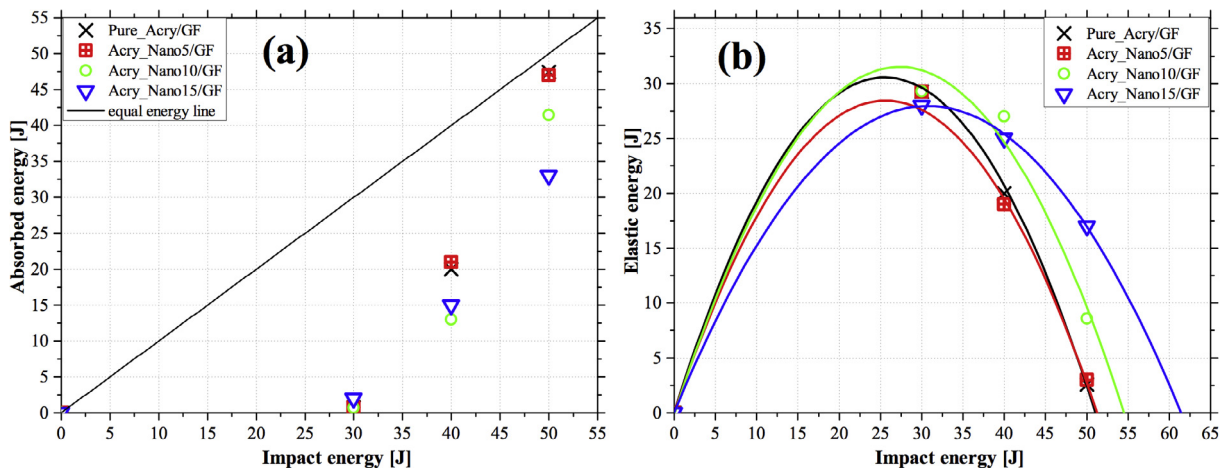 (a)
Pure_Acry/GF
Acry_Nano5/GF
Acry_Nano10/GF
Acry_Nano15/GF
equal energy line
Absorbed energy [J]
55
50
45
40
35
30
25
20
15
10
5
0
0 5 10 15 20 25 30 35 40 45 50 55
Impact energy [J]
(b)
Pure_Acry/GF
Acry_Nano5/GF
Acry_Nano10/GF
Acry_Nano15/GF
Elastic energy [J]
35
30
25
20
15
10
5
0
0 5 10 15 20 25 30 35 40 45 50 55 60 65
Impact energy [J]